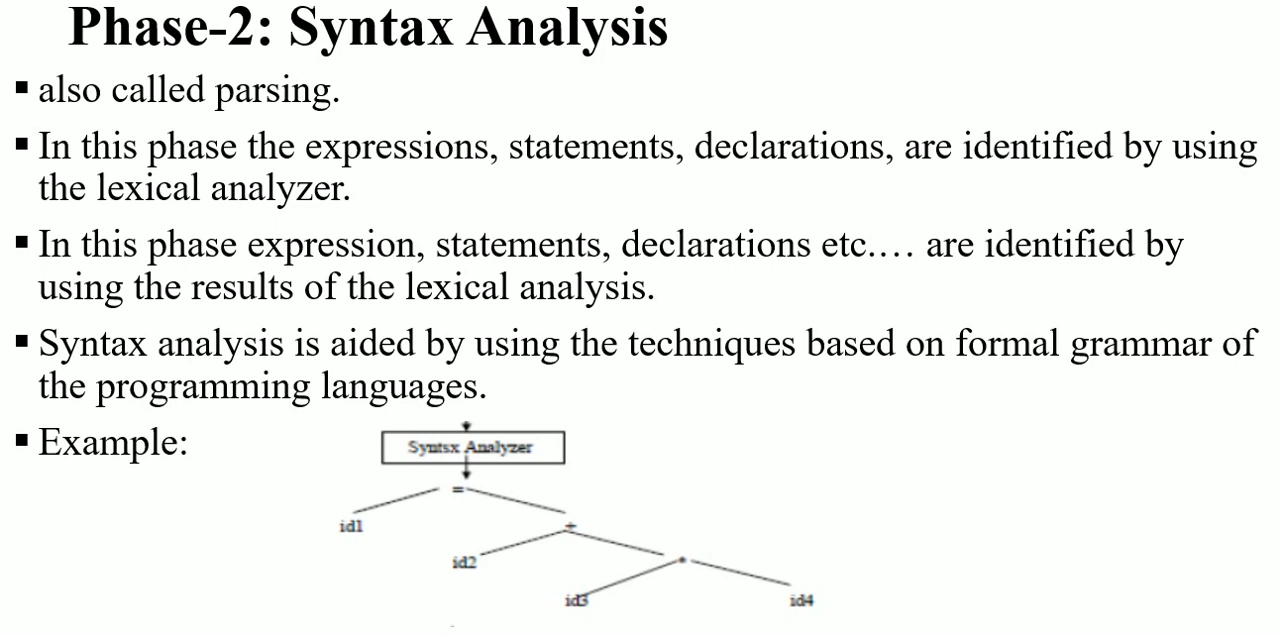 Phase-2: Syntax Analysis
▪ also called parsing.
▪ In this phase the expressions, statements, declarations, are identified by using
the lexical analyzer.
▪ In this phase expression, statements, declarations etc.… are identified by
using the results of the lexical analysis.
▪ Syntax analysis is aided by using the techniques based on formal grammar of
the programming languages.
▪ Example:
Syntsx Analyzer
=
id1
+
id2
*
id3
id4